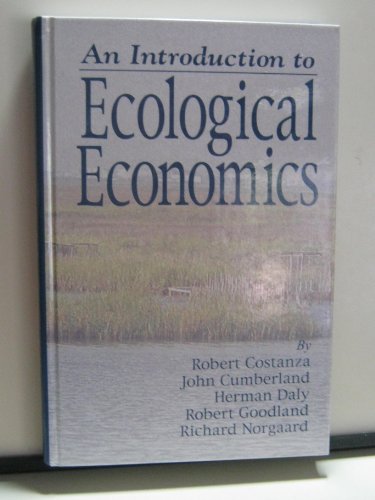 An Introduction to
Ecological
Economics
By
Robert Costanza
John Cumberland
Herman Daly
Robert Goodland
Richard Norgaard